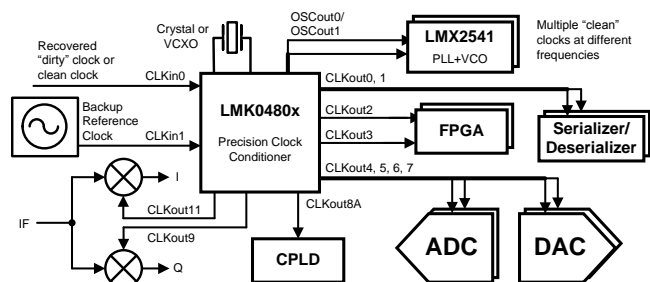 Crystal or
VCXO
OSCout0/
OSCout1
LMX2541
PLL+VCO
Multiple “clean”
clocks at different
frequencies
Recovered
“dirty” clock or
clean clock
CLKin0
CLKout0, 1
LMK0480x
Precision Clock
Conditioner
Backup
Reference
Clock
CLKin1
CLKout2
CLKout3
FPGA
Serializer/
Deserializer
CLKout4, 5, 6, 7
I
CLKout11
CLKout8A
IF
CLKout9
Q
CPLD
ADC
DAC